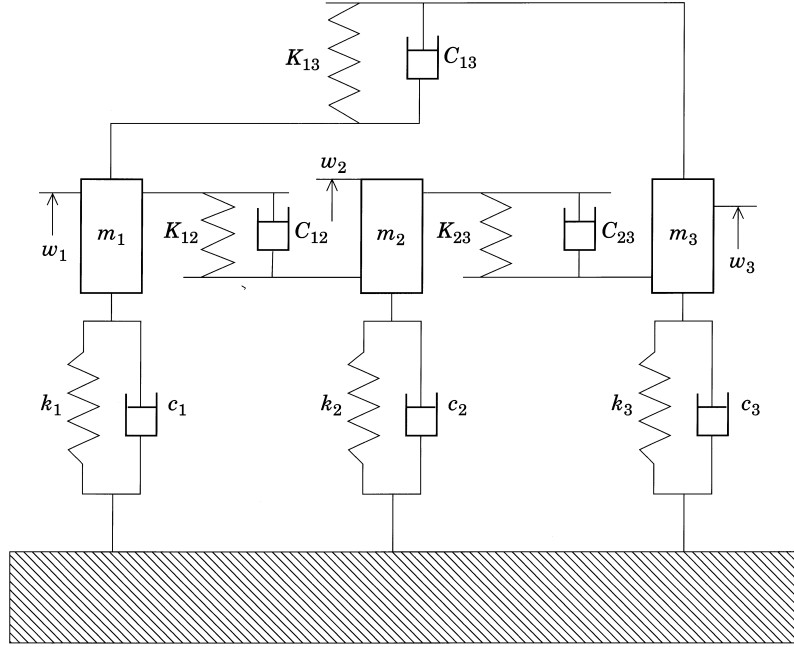 K₁₃ C₁₃
w₂
w₁ m₁ K₁₂ C₁₂ m₂ K₂₃ C₂₃ m₃ w₃
k₁ c₁ k₂ c₂ k₃ c₃